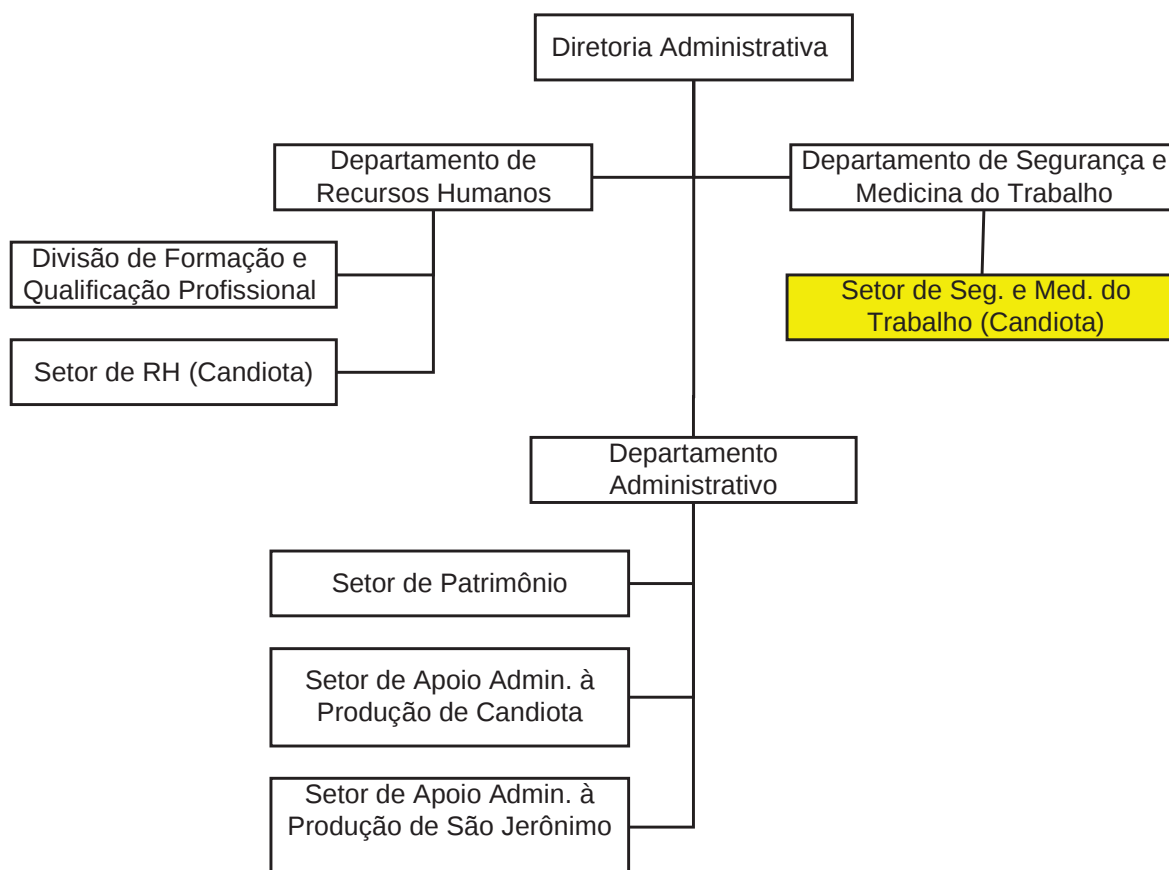 Diretoria Administrativa
Departamento de
Recursos Humanos
Departamento de Segurança e
Medicina do Trabalho
Divisão de Formação e
Qualificação Profissional
Setor de Seg. e Med. do
Trabalho (Candiota)
Setor de RH (Candiota)
Departamento
Administrativo
Setor de Patrimônio
Setor de Apoio Admin. à
Produção de Candiota
Setor de Apoio Admin. à
Produção de São Jerônimo